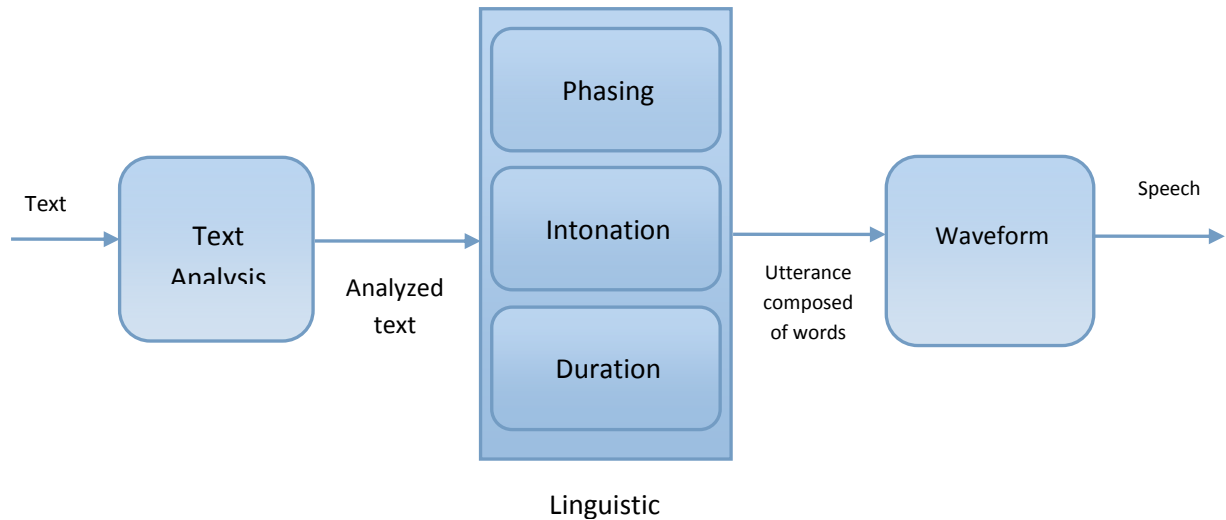 Text
Text
Analysis
Analyzed
text
Phasing
Intonation
Duration
Linguistic
Utterance
composed
of words
Waveform
Speech